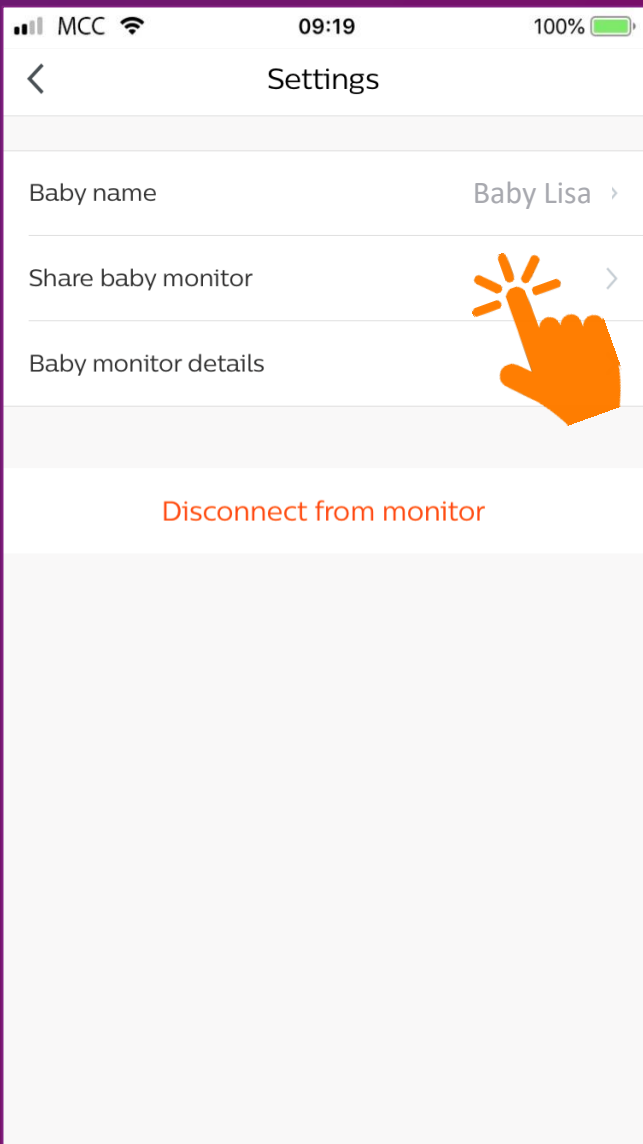 MCC 09:19 100%
Settings
Baby name Baby Lisa
Share baby monitor
Baby monitor details
Disconnect from monitor